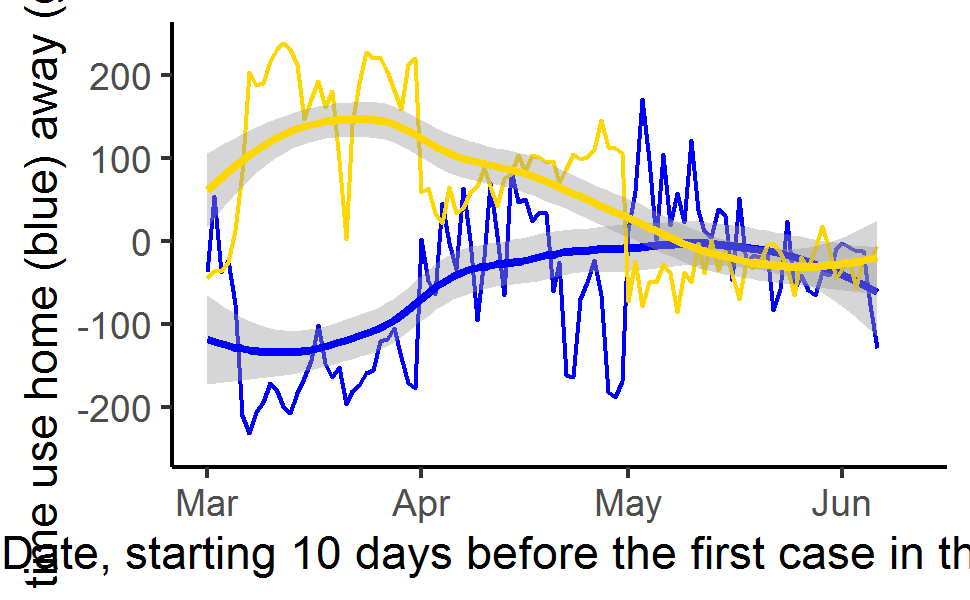 time use home (blue) away (
200
100
0
-100
-200
Mar Apr May Jun
Date, starting 10 days before the first case in th